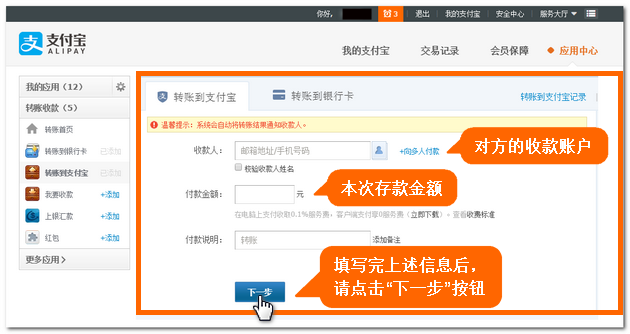 你好，
3
退出
我的支付宝
安全中心
服务大厅
支付宝
ALIPAY
我的支付宝
交易记录
会员保障
应用中心
我的应用（12）
转账收款（5）
转账首页
转账到银行卡 已添加
转账到支付宝 已添加
我要收款 +添加
上银汇款 +添加
红包 +添加
更多应用 >
转账到支付宝
转账到银行卡
转账到支付宝记录
温馨提示：系统会自动将转账结果通知收款人。
收款人：
邮箱地址/手机号码
+向多人付款
对方的收款账户
校验收款人姓名
付款金额：
元
本次存款金额
在电脑上支付收取0.1%服务费，客户端支付享0服务费（立即下载）。查看收费标准
付款说明：
转账
添加备注
下一步
填写完上述信息后，
请点击“下一步”按钮